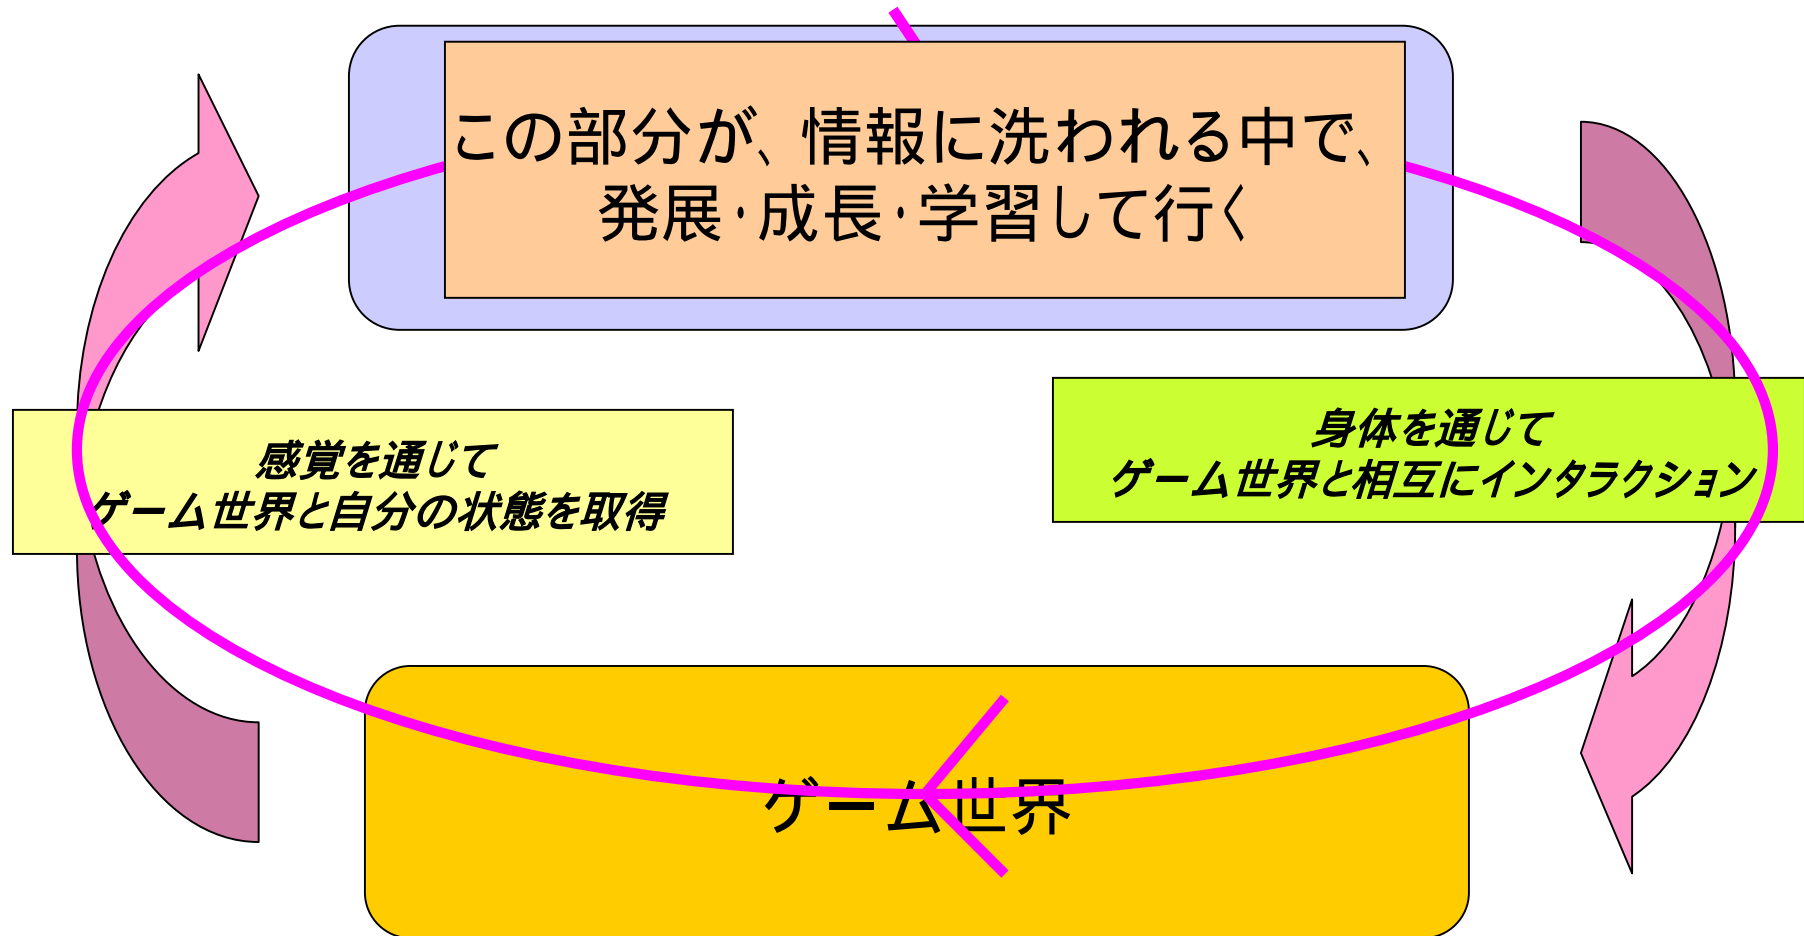 この部分が、情報に洗われる中で、
発展・成長・学習して行く
感覚を通じて
ゲーム世界と自分の状態を取得
身体を通じて
ゲーム世界と相互にインタラクション
ゲーム世界